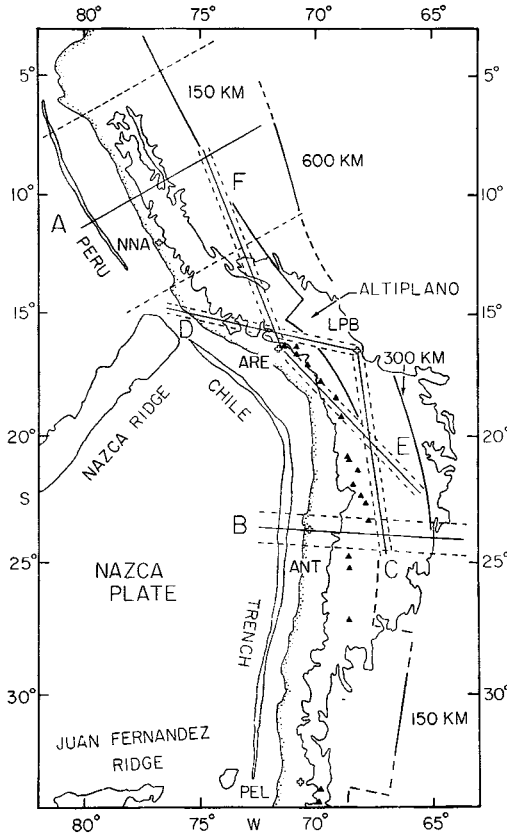 80° 75° 70° 65°
5° 5°
150 KM
600 KM
F
10° 10°
A
PERU
NNA
ALTIPLANO
15° 15°
LPB
D
ARE
300 KM
CHILE
NAZCA RIDGE
20° 20°
E
S
B
25° 25°
ANT
C
NAZCA
PLATE
TRENCH
30° 30°
150 KM
JUAN FERNANDEZ
RIDGE
PEL
80° 75° W 70° 65°